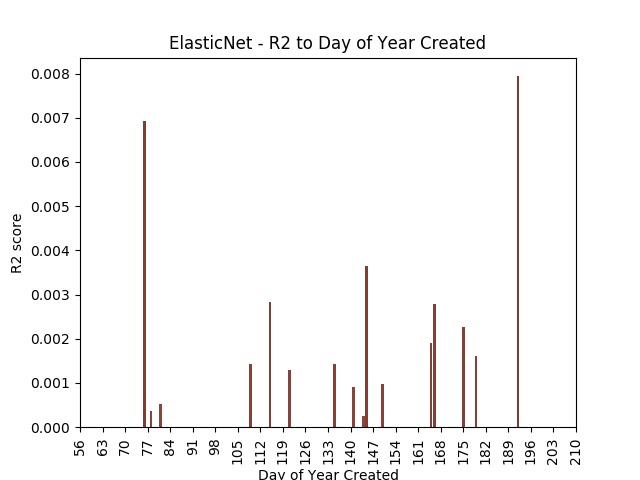 ElasticNet - R2 to Day of Year Created
R2 score
0.008
0.007
0.006
0.005
0.004
0.003
0.002
0.001
0.000
56 63 70 77 84 91 98 105 112 119 126 133 140 147 154 161 168 175 182 189 196 203 210
Day of Year Created